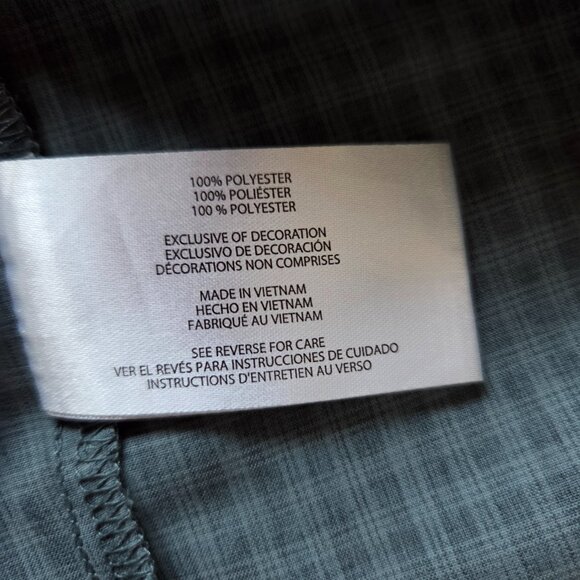 100% POLYESTER
100% POLIÉSTER
100 % POLYESTER
EXCLUSIVE OF DECORATION
EXCLUSIVO DE DECORACIÓN
DÉCORATIONS NON COMPRISES
MADE IN VIETNAM
HECHO EN VIETNAM
FABRIQUÉ AU VIETNAM
SEE REVERSE FOR CARE
VER EL REVÉS PARA INSTRUCCIONES DE CUIDADO
INSTRUCTIONS D'ENTRETIEN AU VERSO